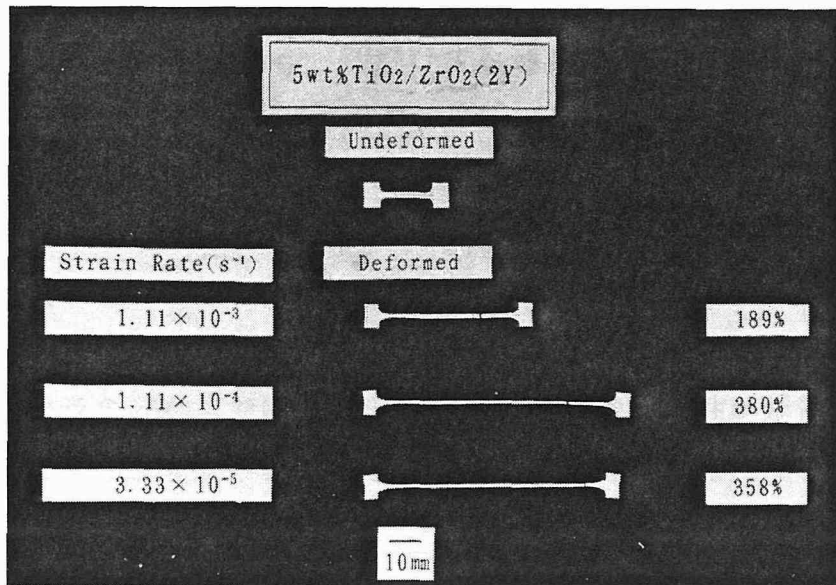 5wt%TiO₂/ZrO₂(2Y)
Undeformed
Strain Rate(s⁻¹)
Deformed
1.11×10⁻³
189%
1.11×10⁻⁴
380%
3.33×10⁻⁵
358%
10mm